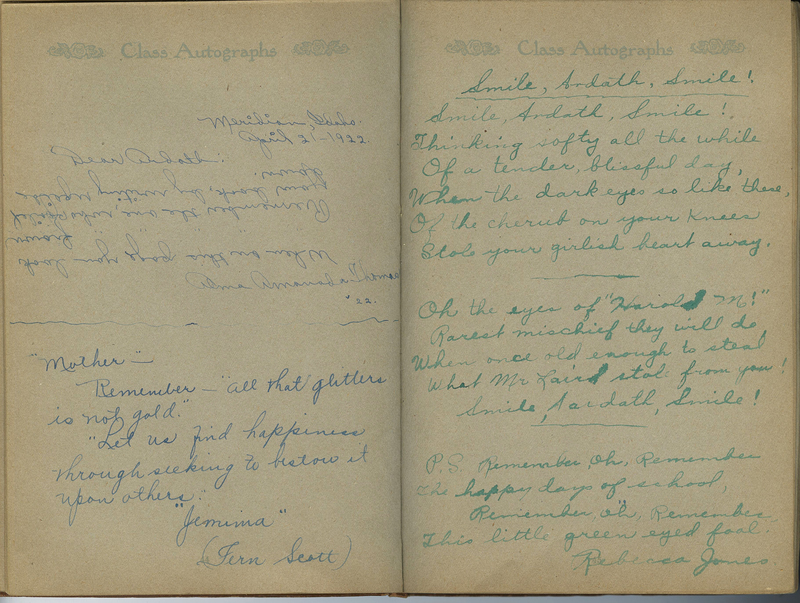 Class Autographs
Meridian, Idaho.
April 21-1922.
Dear Ardath:
When on this page you look
frown
Remember the one who spoiled
your book, by writing upside
down.
Alma Amanda Thomas
'22.
"Mother"—
Remember— "all that glitters
is not gold."
"Let us find happiness
through seeking to bestow it
upon others."
"Jemima"
(Fern Scott)
Class Autographs
Smile, Ardath, Smile!
Smile, Ardath, Smile!
Thinking softy all the while
Of a tender, blissful day,
When the dark eyes so like these,
Of the cherib on your knees
Stole your girlish heart away.
Oh the eyes of "Harold M!"
Rarest mischief they will do,
When once old enough to steal
What Mr Laird stole from you!
Smile, Aardath, Smile!
P.S. Remember, Oh, Remember
The happy days of school,
Remember, Oh, Remember
This little green eyed fool.
Rebecca Jones